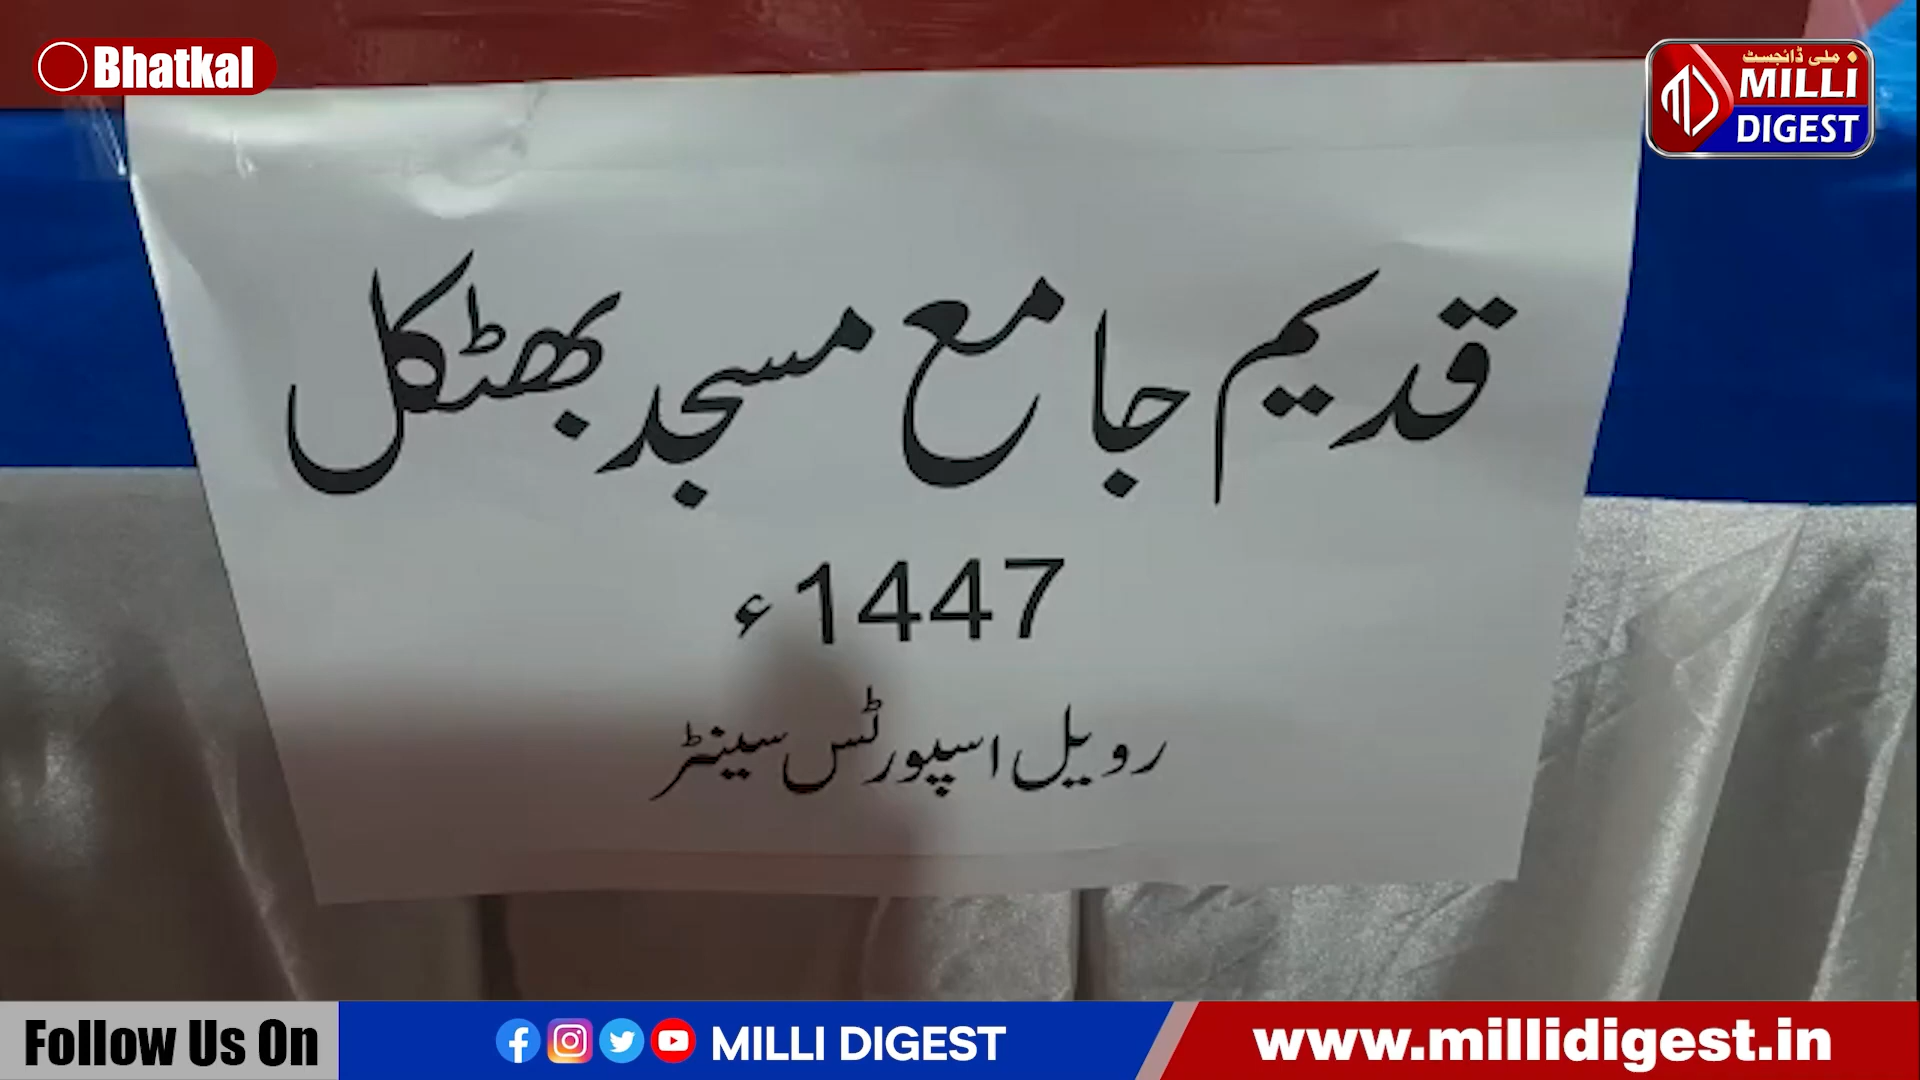 Bhatkal
ملی ڈائجسٹ
MILLI
DIGEST
قدیم جامع مسجد بھٹکل
1447ء
رویل اسپورٹس سینٹر
Follow Us On
MILLI DIGEST
www.millidigest.in